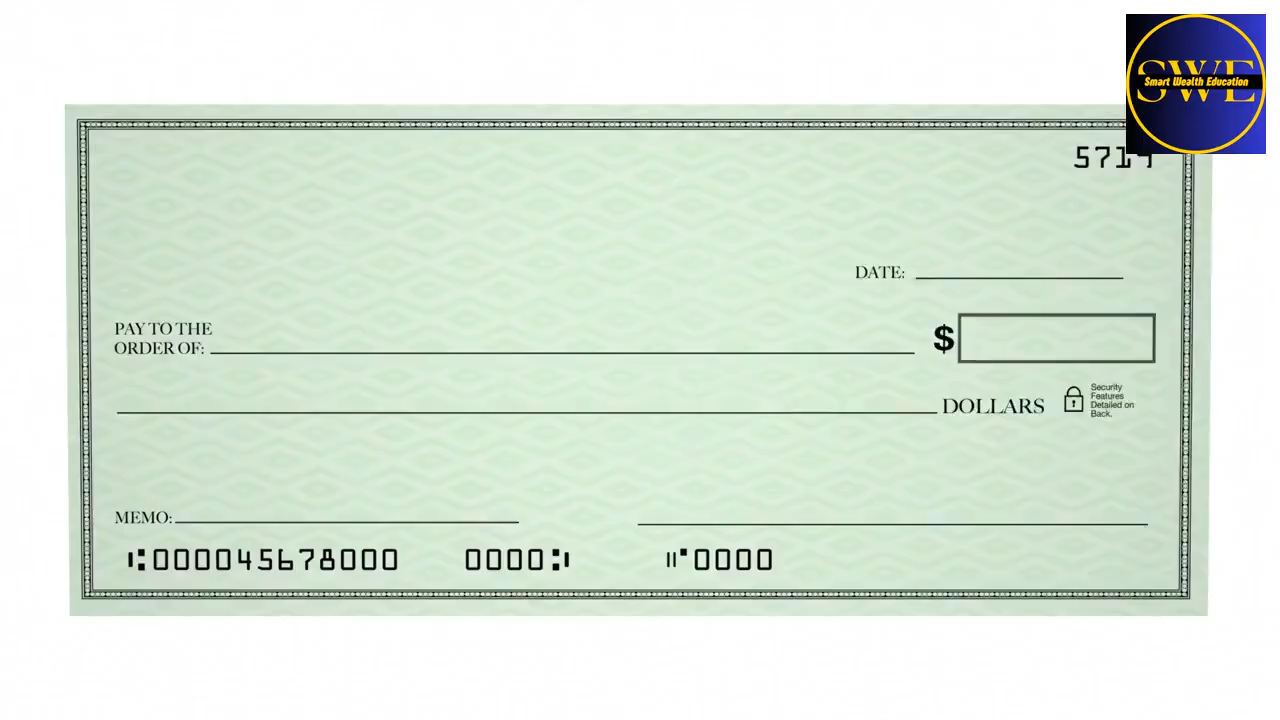 SWE
Smart Wealth Education
DATE:
PAY TO THE
ORDER OF:
$
DOLLARS
Security
Features
Detailed on
Back.
MEMO:
⑆000045678000 0000⑆ ⑈0000